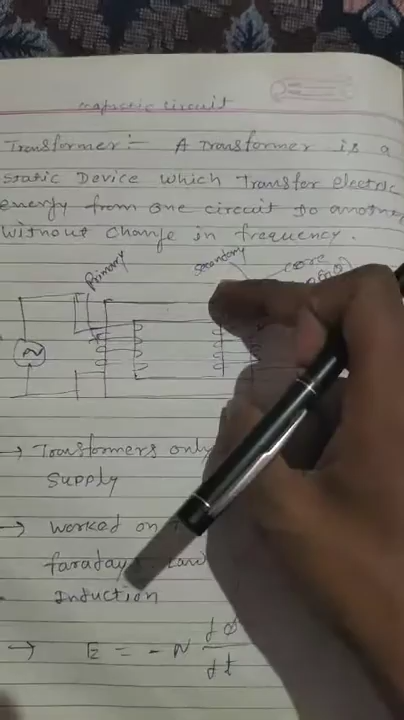 magnetic circuit
Transformer:- A Transformer is a
static Device which Transfer electric
energy from one circuit to another
without change in frequency.
Primary
Secondary
core
→ Transformers only
supply
→ worked on
faraday's Law
Induction
→ E = - N dφ/dt